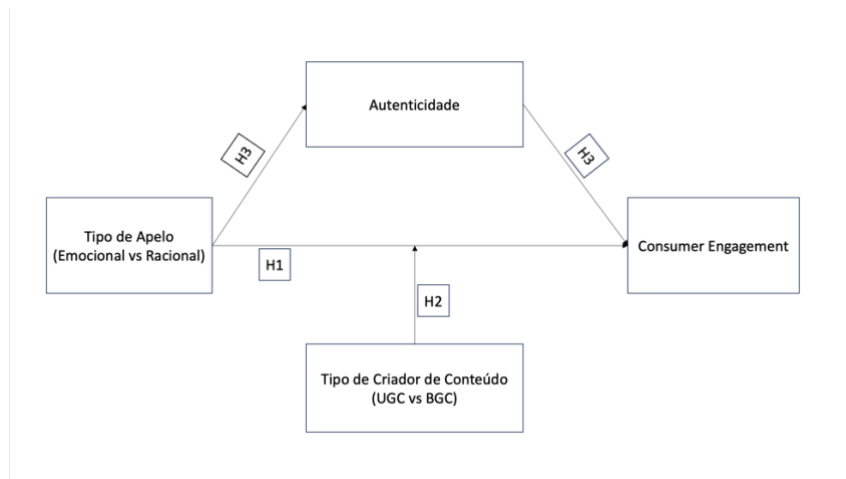 Autenticidade
H3
H3
Tipo de Apelo
(Emocional vs Racional)
Consumer Engagement
H1
H2
Tipo de Criador de Conteúdo
(UGC vs BGC)